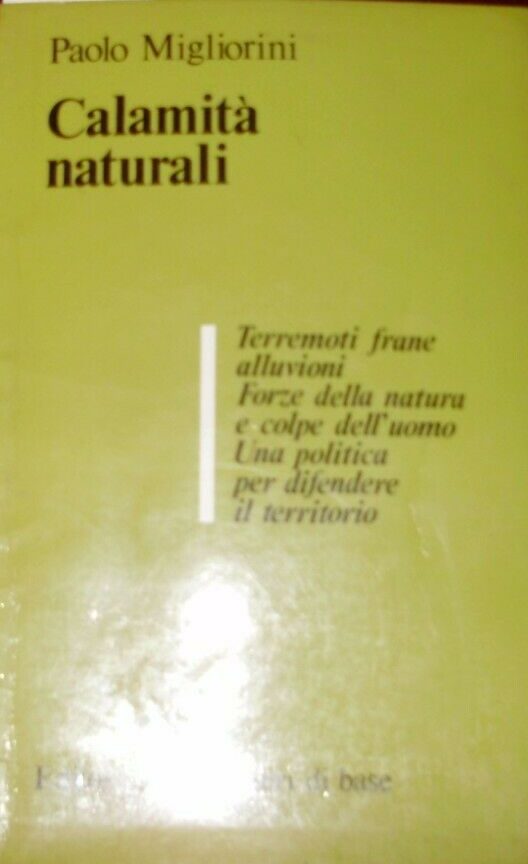 Paolo Migliorini
Calamità
naturali
Terremoti frane
alluvioni
Forze della natura
e colpe dell'uomo
Una politica
per difendere
il territorio
di base